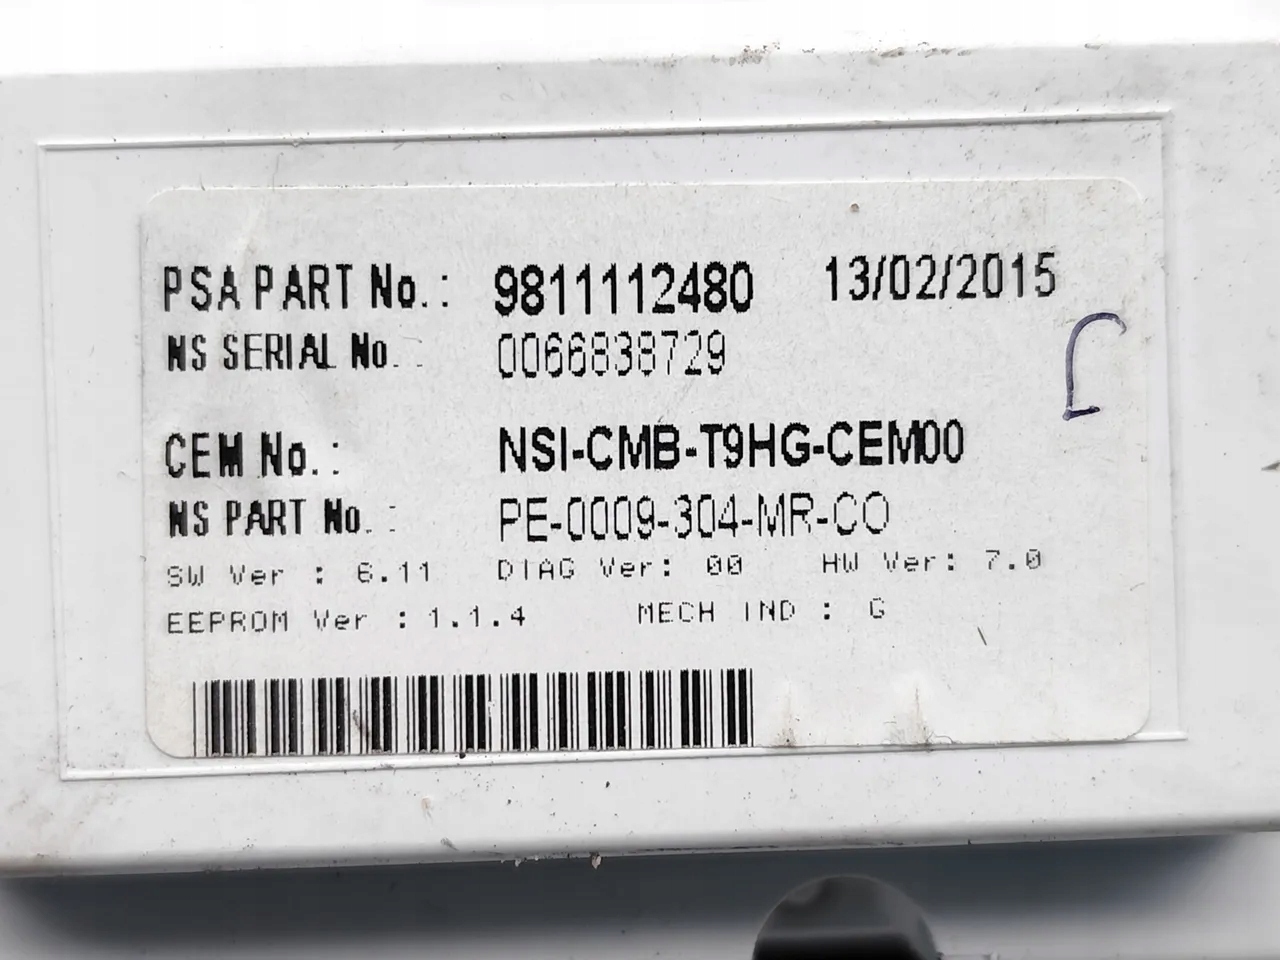 PSA PART No.: 9811112480 13/02/2015
NS SERIAL No. : 0066838729
CEM No.: NSI-CMB-T9HG-CEM00
NS PART No. : PE-0009-304-MR-CO
SW Ver : 6.11 DIAG Ver: 00 HW Ver: 7.0
EEPROM Ver : 1.1.4 MECH IND : G